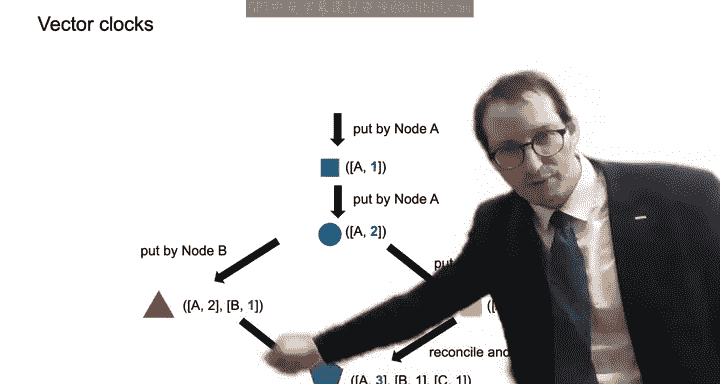 Vector clocks
put by Node A
([A, 1])
put by Node A
([A, 2])
put by Node B
put
([A, 2], [B, 1])
([
reconcile and
([A, 3], [B, 1], [C, 1])